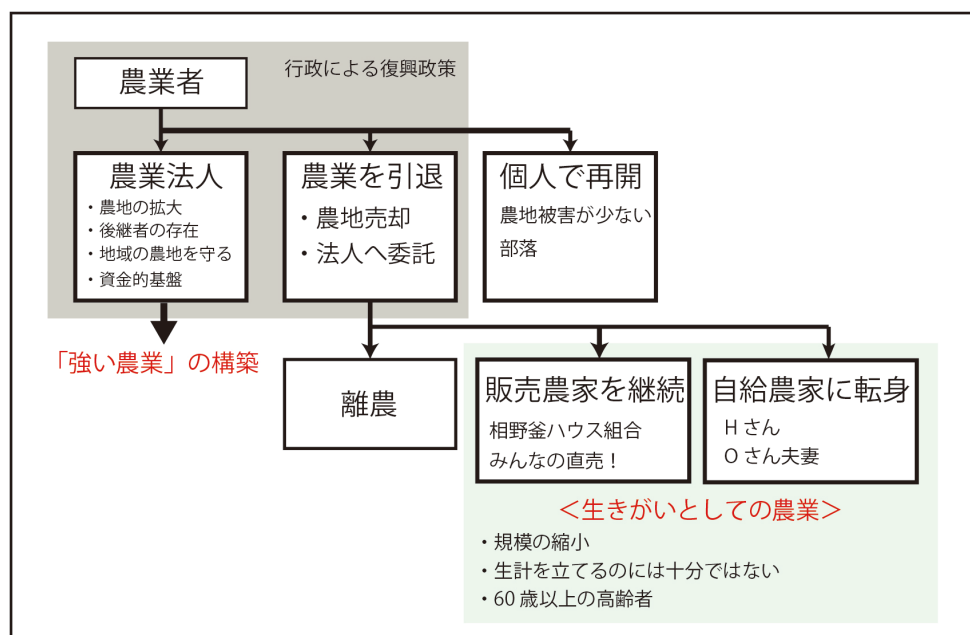 行政による復興政策
農業者
農業法人
・農地の拡大
・後継者の存在
・地域の農地を守る
・資金的基盤
農業を引退
・農地売却
・法人へ委託
個人で再開
農地被害が少ない
部落
「強い農業」の構築
離農
販売農家を継続
相野釜ハウス組合
みんなの直売！
自給農家に転身
Hさん
Oさん夫妻
＜生きがいとしての農業＞
・規模の縮小
・生計を立てるのには十分ではない
・60歳以上の高齢者